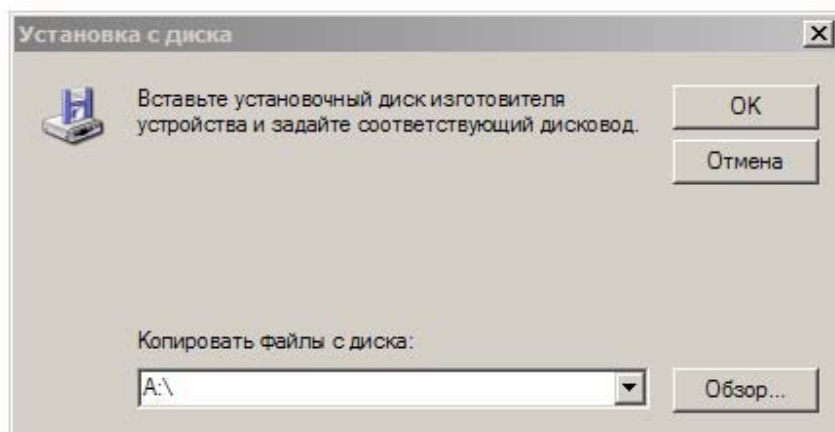 Установка с диска
Вставьте установочный диск изготовителя
устройства и задайте соответствующий дисковод.
OK
Отмена
Копировать файлы с диска:
A:\
Обзор...